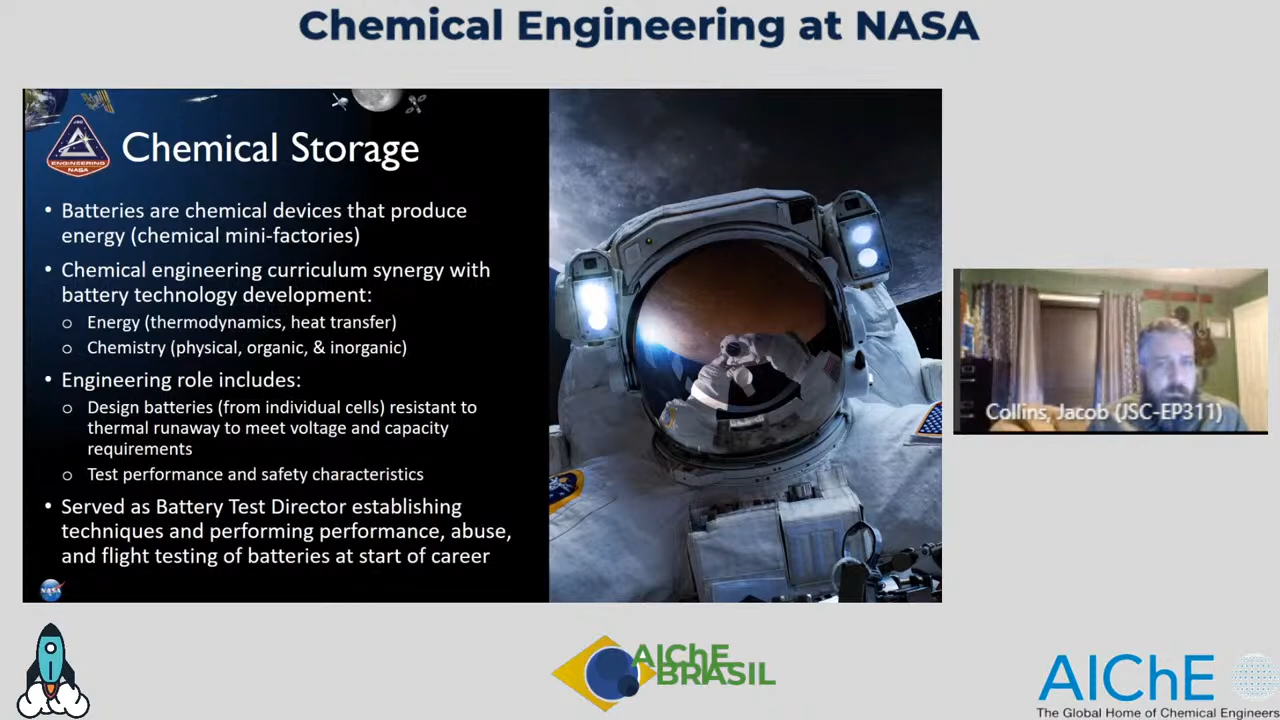 Chemical Engineering at NASA
JSC
ENGINEERING
NASA
Chemical Storage
• Batteries are chemical devices that produce
energy (chemical mini-factories)
• Chemical engineering curriculum synergy with
battery technology development:
o Energy (thermodynamics, heat transfer)
o Chemistry (physical, organic, & inorganic)
• Engineering role includes:
o Design batteries (from individual cells) resistant to
thermal runaway to meet voltage and capacity
requirements
o Test performance and safety characteristics
• Served as Battery Test Director establishing
techniques and performing performance, abuse,
and flight testing of batteries at start of career
NASA
Collins, Jacob (JSC-EP311)
AIChE
BRASIL
AIChE
The Global Home of Chemical Engineers